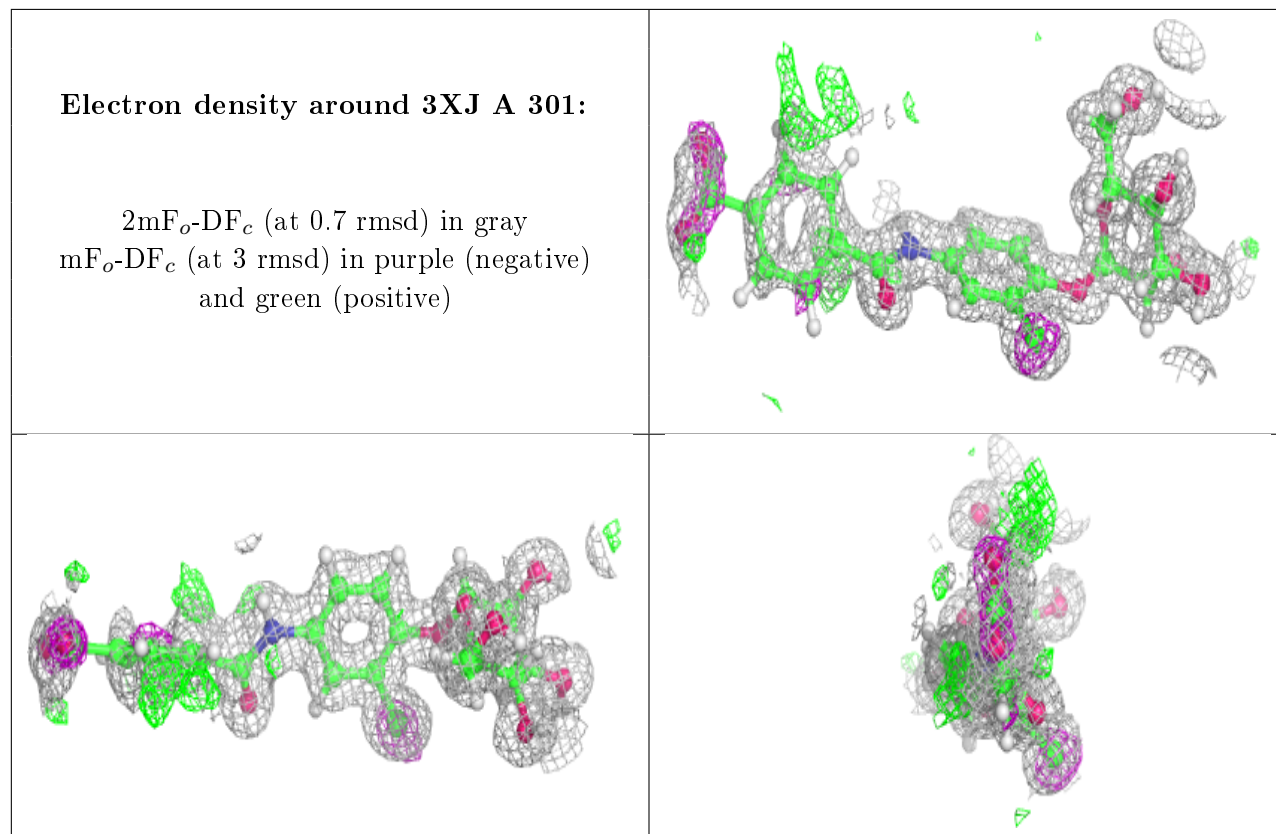 Electron density around 3XJ A 301:
2mFₒ-DF𝒸 (at 0.7 rmsd) in gray
mFₒ-DF𝒸 (at 3 rmsd) in purple (negative)
and green (positive)